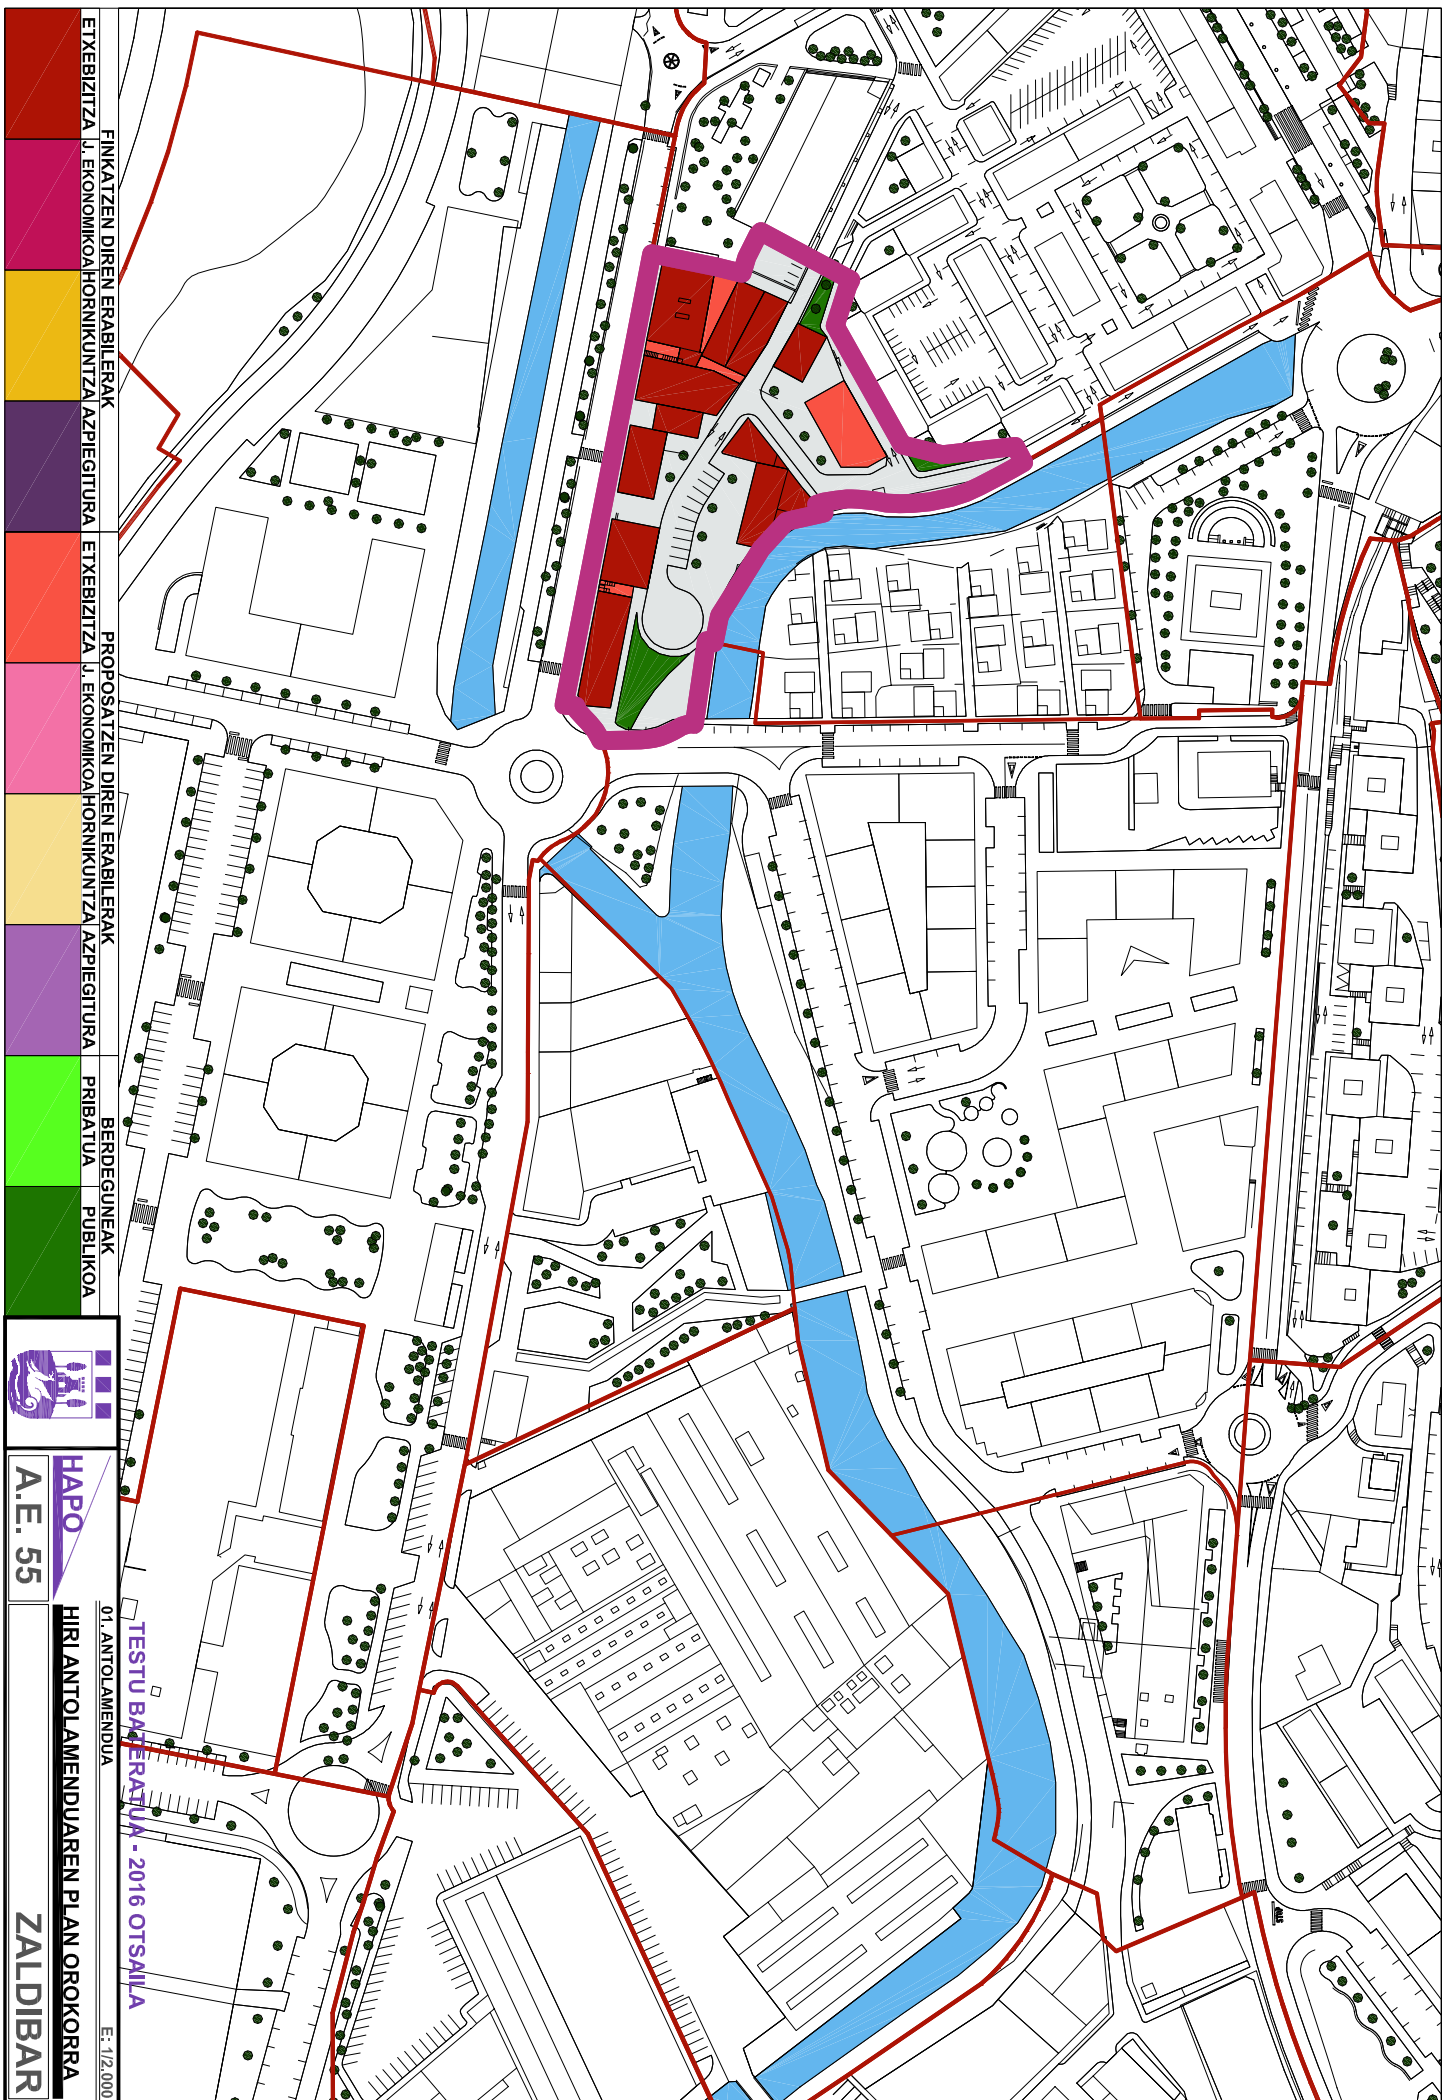 FINKATZEN DIREN ERABILERAK
ETXEBIZITZA J. EKONOMIKOA HORNIKUNTZA AZPIEGITURA
PROPOSATZEN DIREN ERABILERAK
ETXEBIZITZA J. EKONOMIKOA HORNIKUNTZA AZPIEGITURA
BERDEGUNEAK
PRIBATUA PUBLIKOA
HAPO
A.E. 55
TESTU BATERATUA - 2016 OTSAILA
01. ANTOLAMENDUA
E: 1/2.000
HIRI ANTOLAMENDUAREN PLAN OROKORRA
ZALDIBAR